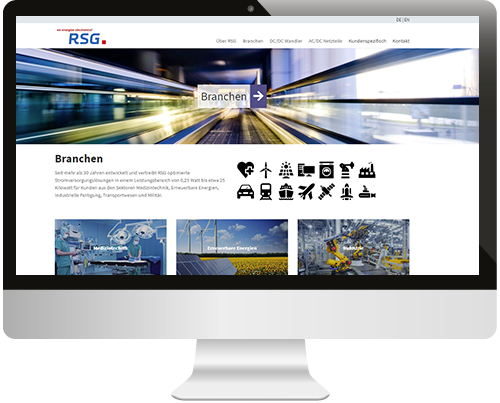 DE | EN
RSG.
Über RSG Branchen DC/DC Wandler AC/DC Netzteile Kundenspezifisch Kontakt
Branchen
Branchen
Seit mehr als 30 Jahren entwickelt und vertreibt RSG optimierte
Stromversorgungslösungen in einem Leistungsbereich von 0,25 Watt bis etwa 25
Kilowatt für Kunden aus den Sektoren Medizintechnik, Erneuerbare Energien,
Industrielle Fertigung, Transportwesen und Militär.
Medizintechnik Erneuerbare Energien Industrie